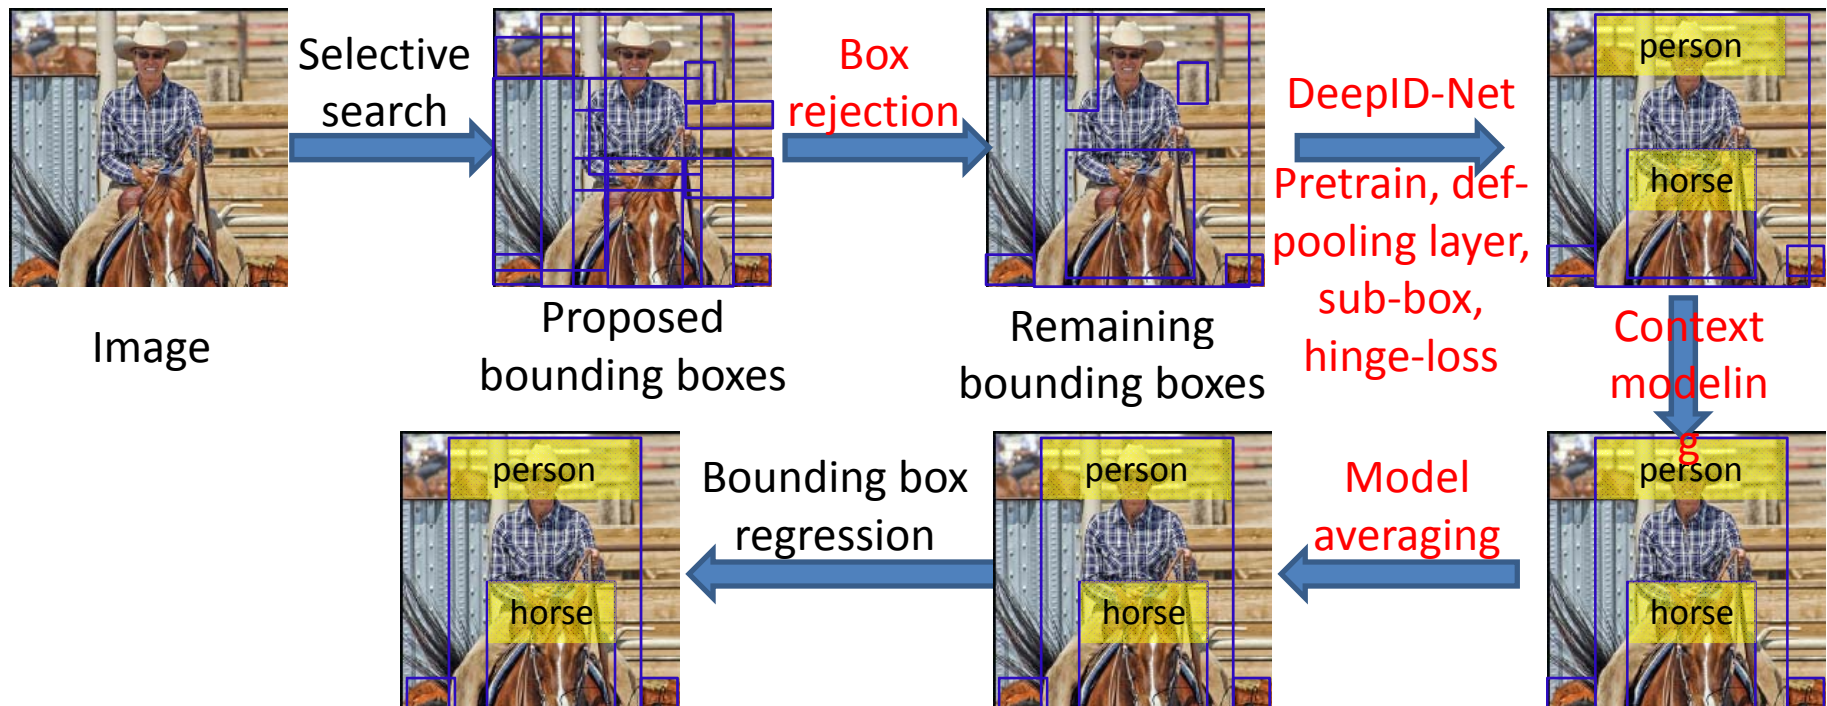 Selective
search
Box
rejection
DeepID-Net
Pretrain, def-
pooling layer,
sub-box,
hinge-loss
person
horse
Image
Proposed
bounding boxes
Remaining
bounding boxes
Context
modelin
g
person
horse
Bounding box
regression
person
horse
Model
averaging
person
horse